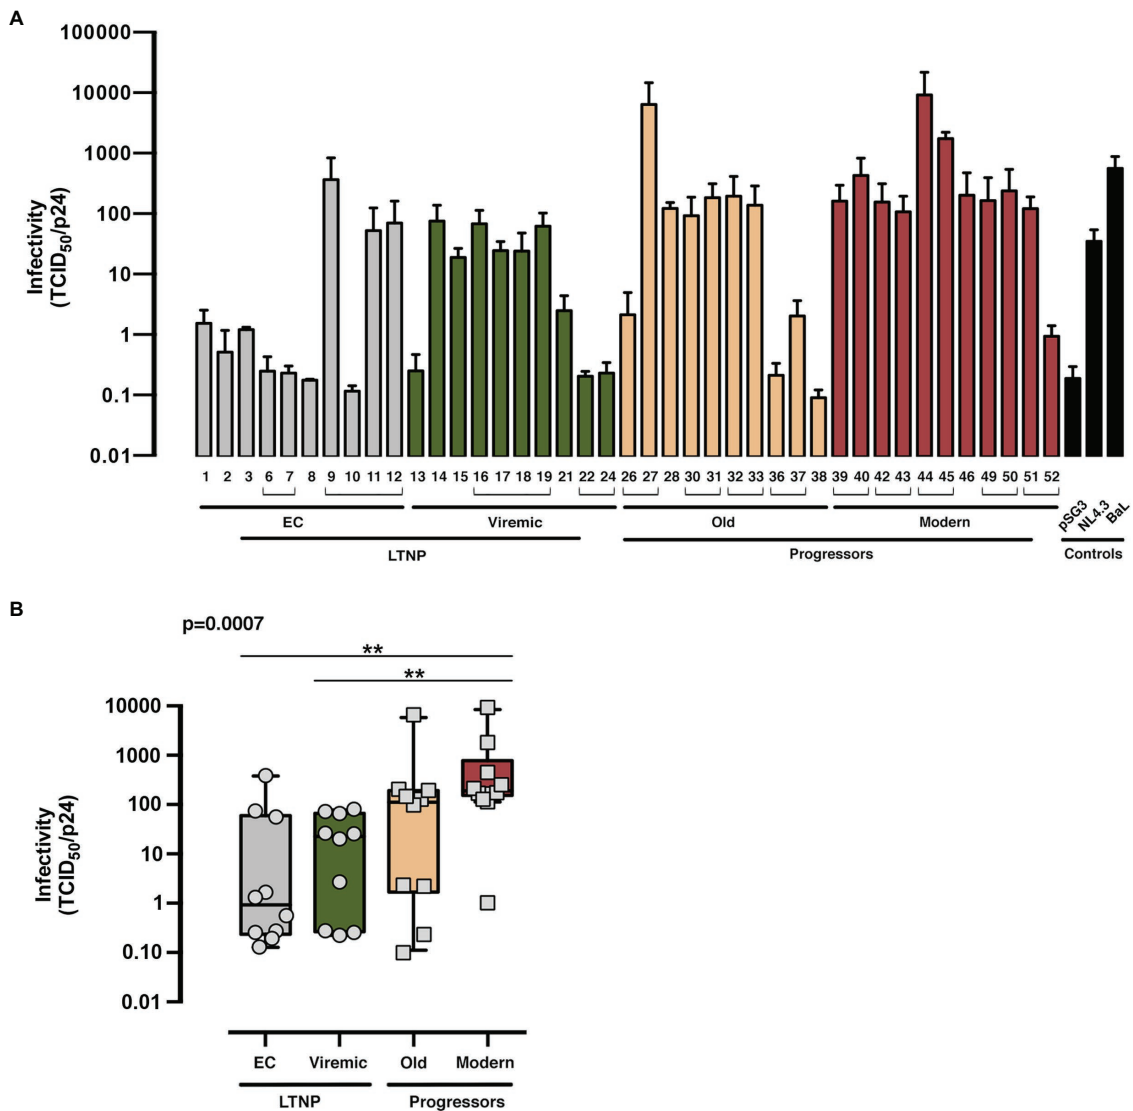 A
100000
10000
1000
100
10
1
0.1
0.01
Infectivity
(TCID50/p24)
1 2 3 6 7 8 9 10 11 12 13 14 15 16 17 18 19 21 22 24 26 27 28 30 31 32 33 36 37 38 39 40 42 43 44 45 46 49 50 51 52 pSG3 NL4.3 BaL
EC Viremic Old Modern
LTNP Progressors Controls
B
p=0.0007
**
**
10000
1000
100
10
1
0.10
0.01
Infectivity
(TCID50/p24)
EC Viremic Old Modern
LTNP Progressors